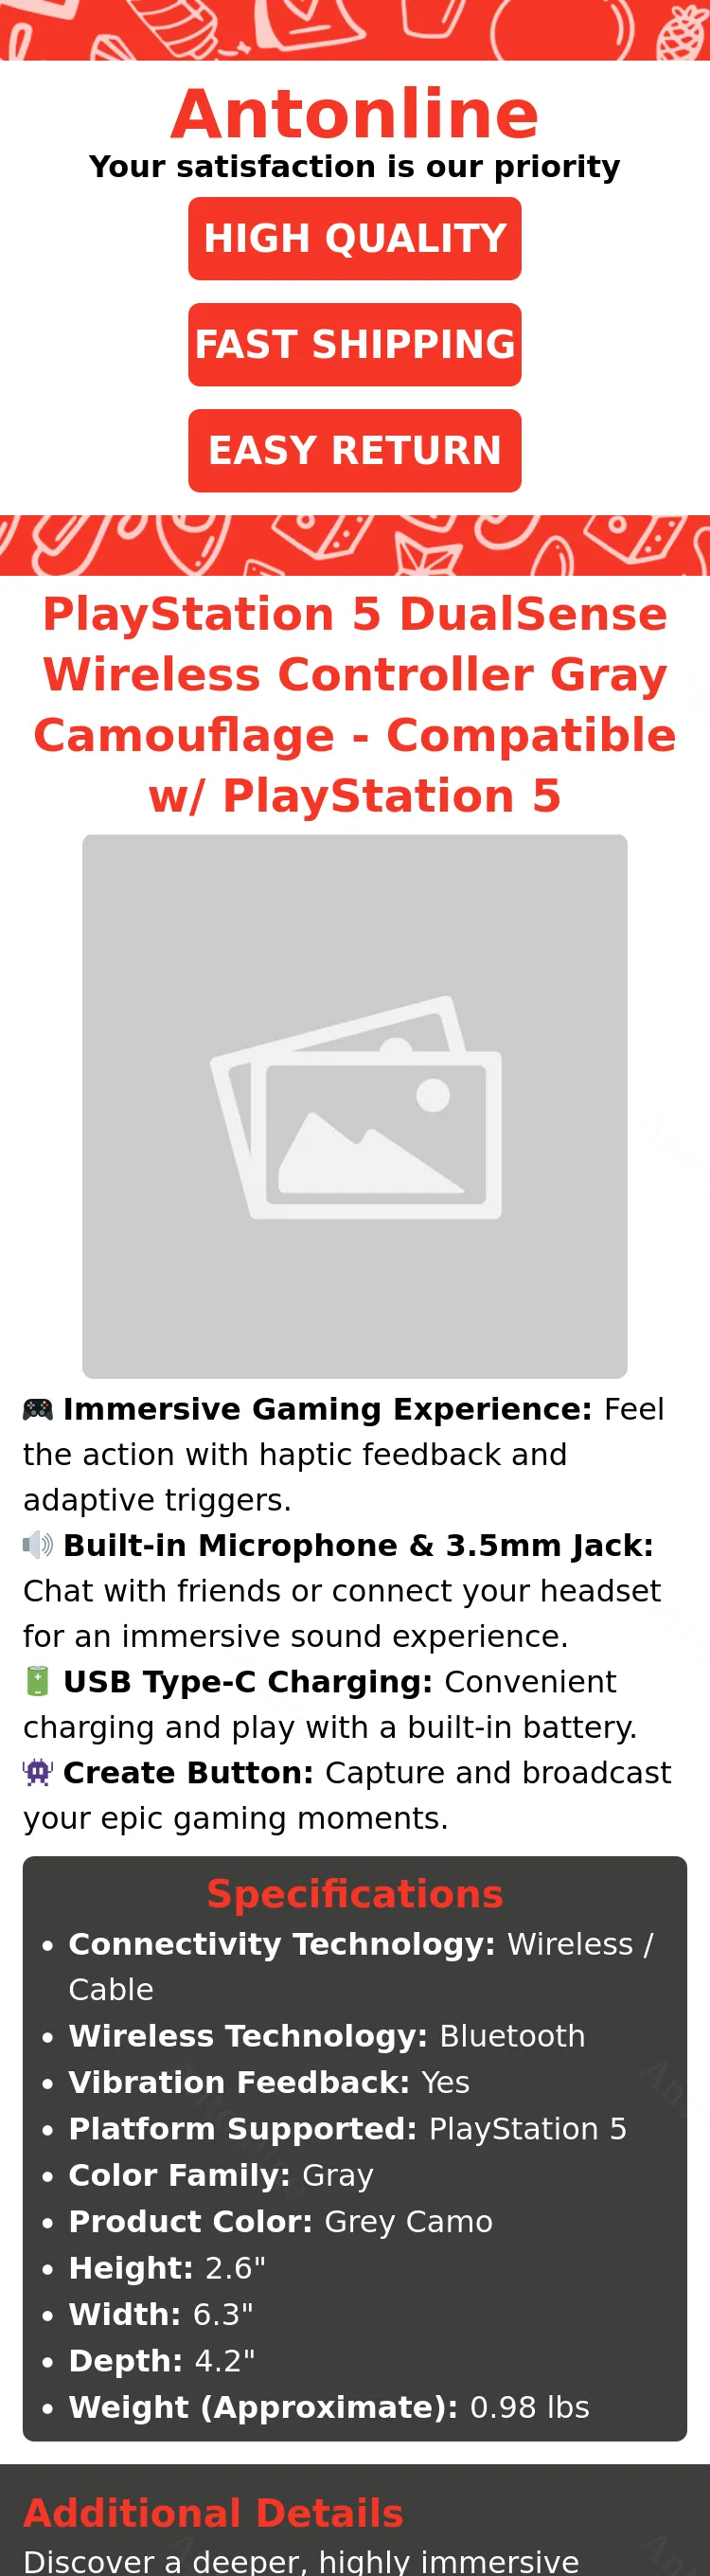 Antonline
Your satisfaction is our priority
HIGH QUALITY
FAST SHIPPING
EASY RETURN
PlayStation 5 DualSense
Wireless Controller Gray
Camouflage - Compatible
w/ PlayStation 5
🎮 Immersive Gaming Experience: Feel
the action with haptic feedback and
adaptive triggers.
🔊 Built-in Microphone & 3.5mm Jack:
Chat with friends or connect your headset
for an immersive sound experience.
🔋 USB Type-C Charging: Convenient
charging and play with a built-in battery.
👾 Create Button: Capture and broadcast
your epic gaming moments.
Specifications
• Connectivity Technology: Wireless /
Cable
• Wireless Technology: Bluetooth
• Vibration Feedback: Yes
• Platform Supported: PlayStation 5
• Color Family: Gray
• Product Color: Grey Camo
• Height: 2.6"
• Width: 6.3"
• Depth: 4.2"
• Weight (Approximate): 0.98 lbs
Additional Details
Discover a deeper, highly immersive